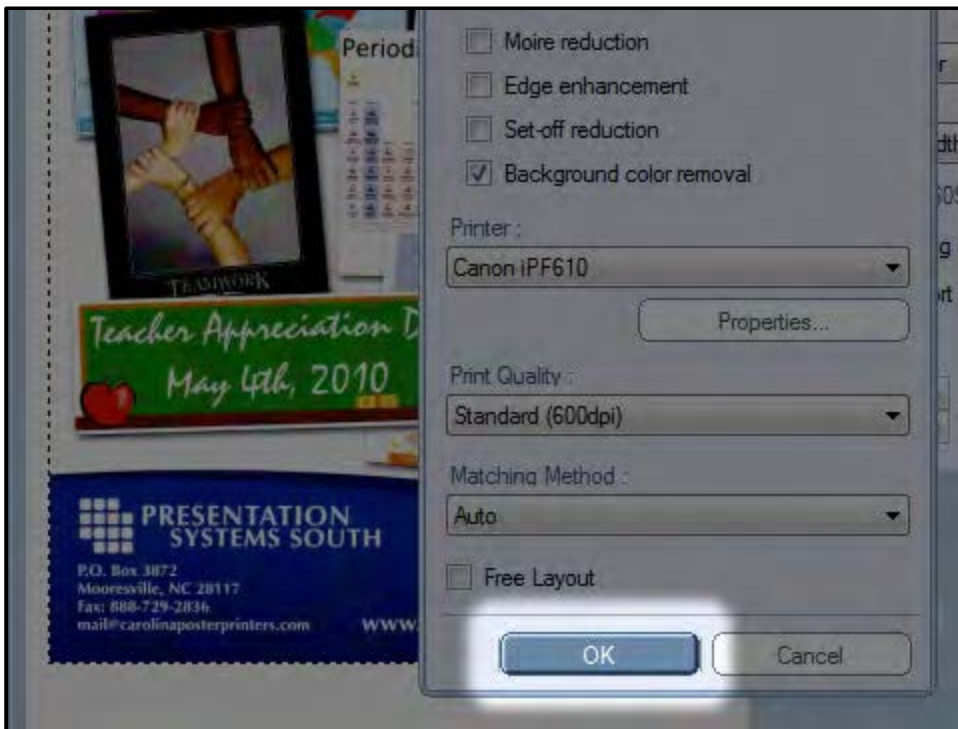 Period
TEAMWORK
Teacher Appreciation D
May 4th, 2010
PRESENTATION
SYSTEMS SOUTH
P.O. Box 3872
Mooresville, NC 28117
Fax: 888-729-2836
mail@carolinaposterprinters.com www.
Moire reduction
Edge enhancement
Set-off reduction
Background color removal
Printer :
Canon iPF610
Properties...
Print Quality :
Standard (600dpi)
Matching Method :
Auto
Free Layout
OK Cancel
r
dth
g
rt